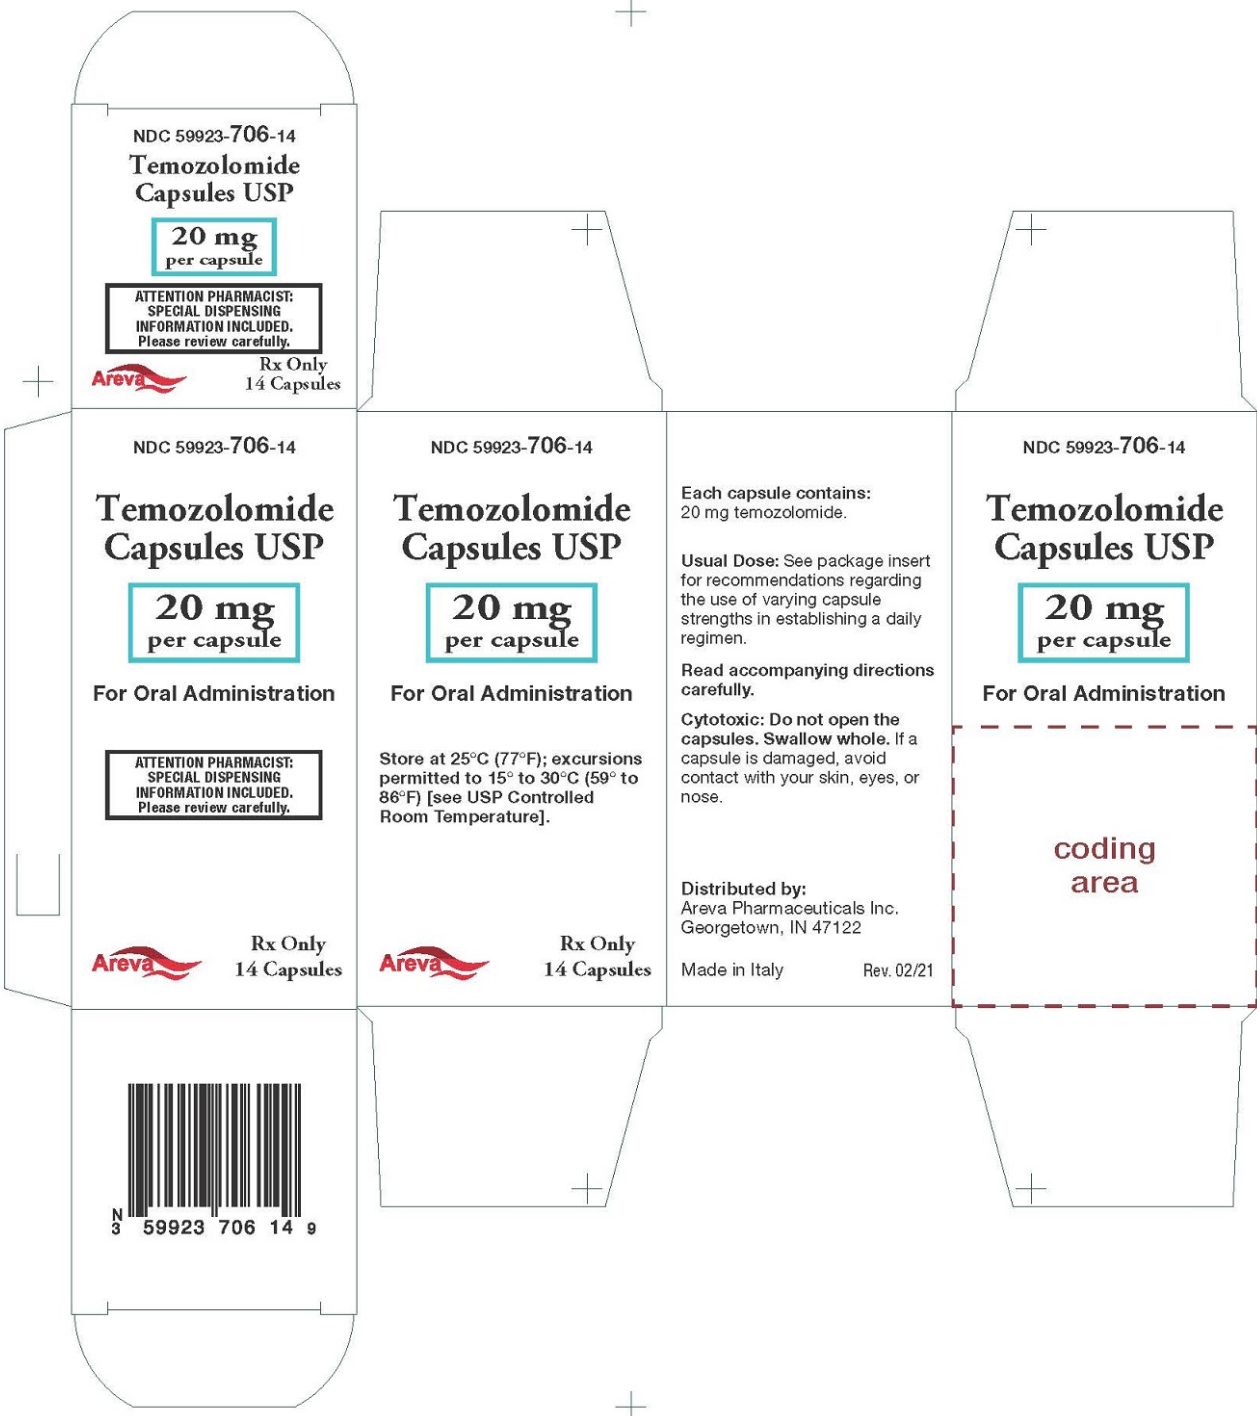 NDC 59923-706-14
Temozolomide
Capsules USP
20 mg
per capsule
ATTENTION PHARMACIST:
SPECIAL DISPENSING
INFORMATION INCLUDED.
Please review carefully.
Areva
Rx Only
14 Capsules
NDC 59923-706-14
Temozolomide
Capsules USP
20 mg
per capsule
For Oral Administration
ATTENTION PHARMACIST:
SPECIAL DISPENSING
INFORMATION INCLUDED.
Please review carefully.
Areva
Rx Only
14 Capsules
NDC 59923-706-14
Temozolomide
Capsules USP
20 mg
per capsule
For Oral Administration
Store at 25°C (77°F); excursions
permitted to 15° to 30°C (59° to
86°F) [see USP Controlled
Room Temperature].
Areva
Rx Only
14 Capsules
Each capsule contains:
20 mg temozolomide.
Usual Dose: See package insert
for recommendations regarding
the use of varying capsule
strengths in establishing a daily
regimen.
Read accompanying directions
carefully.
Cytotoxic: Do not open the
capsules. Swallow whole. If a
capsule is damaged, avoid
contact with your skin, eyes, or
nose.
Distributed by:
Areva Pharmaceuticals Inc.
Georgetown, IN 47122
Made in Italy Rev. 02/21
NDC 59923-706-14
Temozolomide
Capsules USP
20 mg
per capsule
For Oral Administration
coding
area
N
3 59923 706 14 9